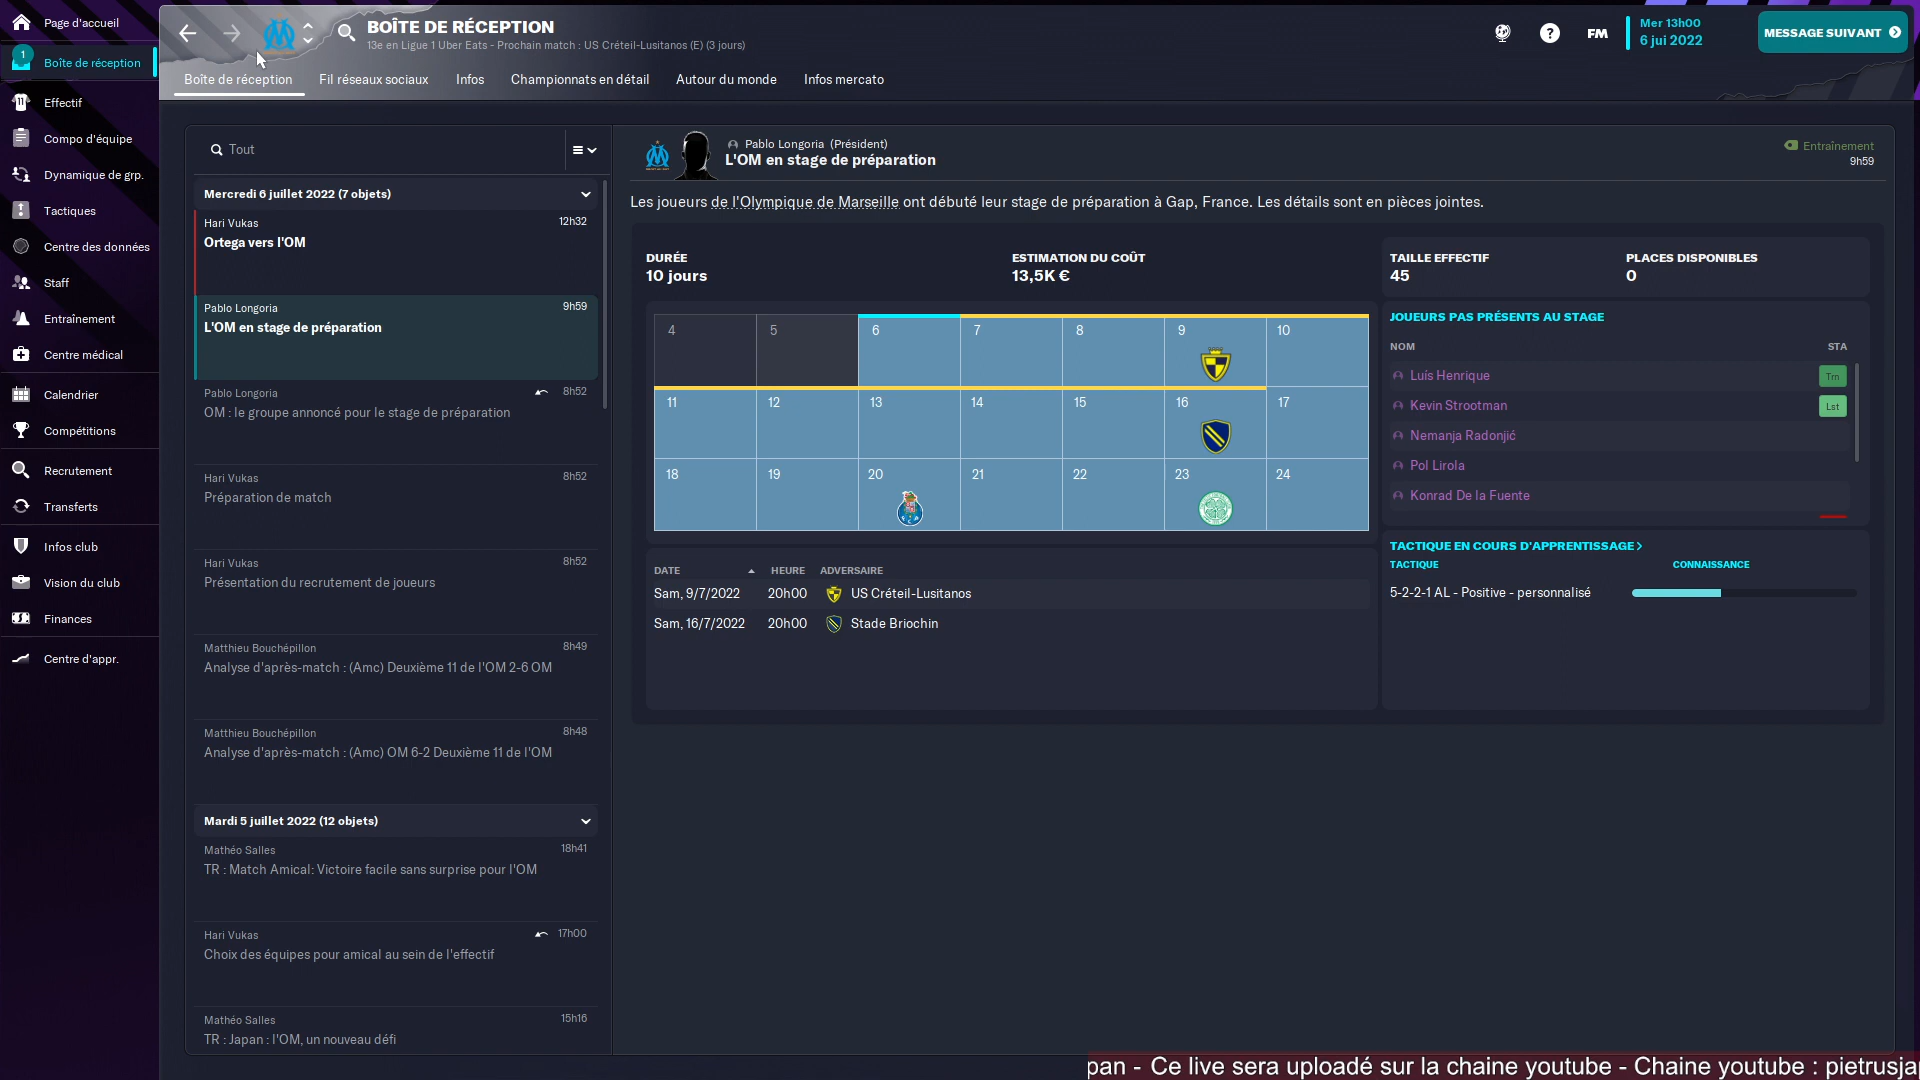 Page d'accueil
1
Boîte de réception
Effectif
Compo d'équipe
Dynamique de grp.
Tactiques
Centre des données
Staff
Entraînement
Centre médical
Calendrier
Compétitions
Recrutement
Transferts
Infos club
Vision du club
Finances
Centre d'appr.
BOÎTE DE RÉCEPTION
13e en Ligue 1 Uber Eats - Prochain match : US Créteil-Lusitanos (E) (3 jours)
FM
Mer 13h00
6 jui 2022
MESSAGE SUIVANT
Boîte de réception
Fil réseaux sociaux
Infos
Championnats en détail
Autour du monde
Infos mercato
Tout
Mercredi 6 juillet 2022 (7 objets)
Hari Vukas 12h32
Ortega vers l'OM
Pablo Longoria 9h59
L'OM en stage de préparation
Pablo Longoria 8h52
OM : le groupe annoncé pour le stage de préparation
Hari Vukas 8h52
Préparation de match
Hari Vukas 8h52
Présentation du recrutement de joueurs
Matthieu Bouchépillon 8h49
Analyse d'après-match : (Amc) Deuxième 11 de l'OM 2-6 OM
Matthieu Bouchépillon 8h48
Analyse d'après-match : (Amc) OM 6-2 Deuxième 11 de l'OM
Mardi 5 juillet 2022 (12 objets)
Mathéo Salles 18h41
TR : Match Amical: Victoire facile sans surprise pour l'OM
Hari Vukas 17h00
Choix des équipes pour amical au sein de l'effectif
Mathéo Salles 15h16
TR : Japan : l'OM, un nouveau défi
Pablo Longoria (Président)
L'OM en stage de préparation
Entraînement
9h59
Les joueurs de l'Olympique de Marseille ont débuté leur stage de préparation à Gap, France. Les détails sont en pièces jointes.
DURÉE
10 jours
ESTIMATION DU COÛT
13,5K €
TAILLE EFFECTIF
45
PLACES DISPONIBLES
0
4 5 6 7 8 9 10
11 12 13 14 15 16 17
18 19 20 21 22 23 24
JOUEURS PAS PRÉSENTS AU STAGE
NOM STA
Luís Henrique Trn
Kevin Strootman Lst
Nemanja Radonjić
Pol Lirola
Konrad De la Fuente
DATE HEURE ADVERSAIRE
Sam, 9/7/2022 20h00 US Créteil-Lusitanos
Sam, 16/7/2022 20h00 Stade Briochin
TACTIQUE EN COURS D'APPRENTISSAGE
TACTIQUE CONNAISSANCE
5-2-2-1 AL - Positive - personnalisé
pan - Ce live sera uploadé sur la chaine youtube - Chaine youtube : pietrusja